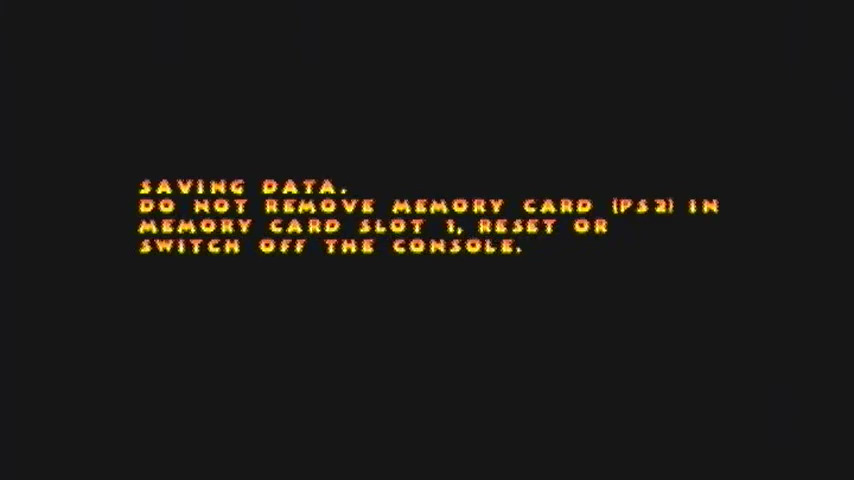 SAVING DATA.
DO NOT REMOVE MEMORY CARD (PS2) IN
MEMORY CARD SLOT 1, RESET OR
SWITCH OFF THE CONSOLE.